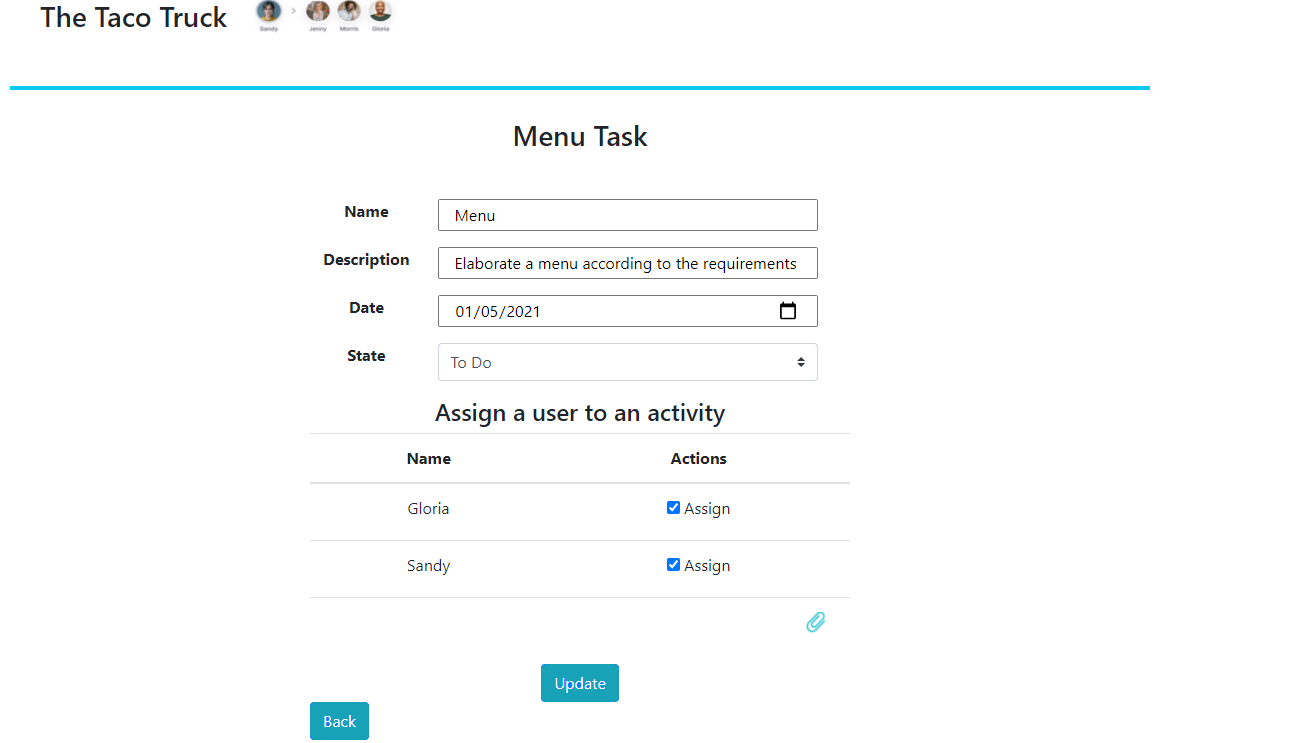 The Taco Truck
Sandy
Jenny Morris Gloria
Menu Task
Name Menu
Description Elaborate a menu according to the requirements
Date 01/05/2021
State To Do
Assign a user to an activity
Name Actions
Gloria Assign
Sandy Assign
Update
Back